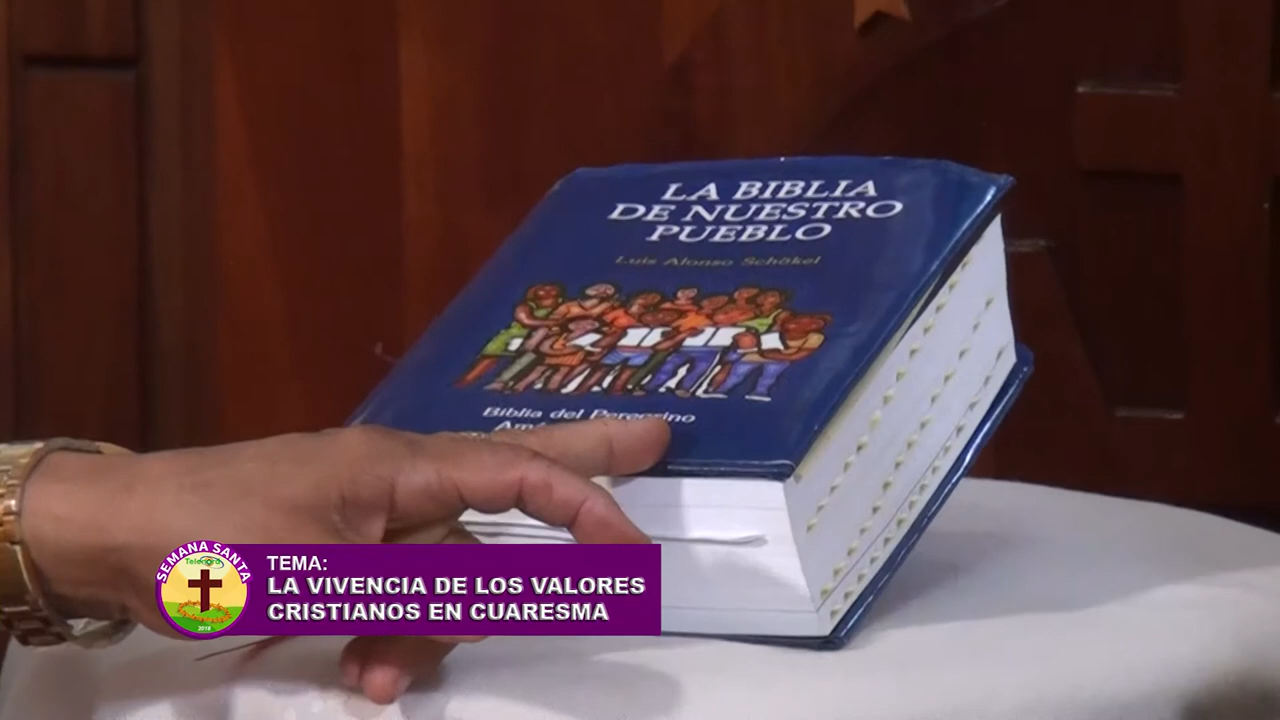 LA BIBLIA
DE NUESTRO
PUEBLO
Luis Alonso Schökel
Biblia del Peregrino
SEMANA SANTA
Telenord
2018
TEMA:
LA VIVENCIA DE LOS VALORES
CRISTIANOS EN CUARESMA